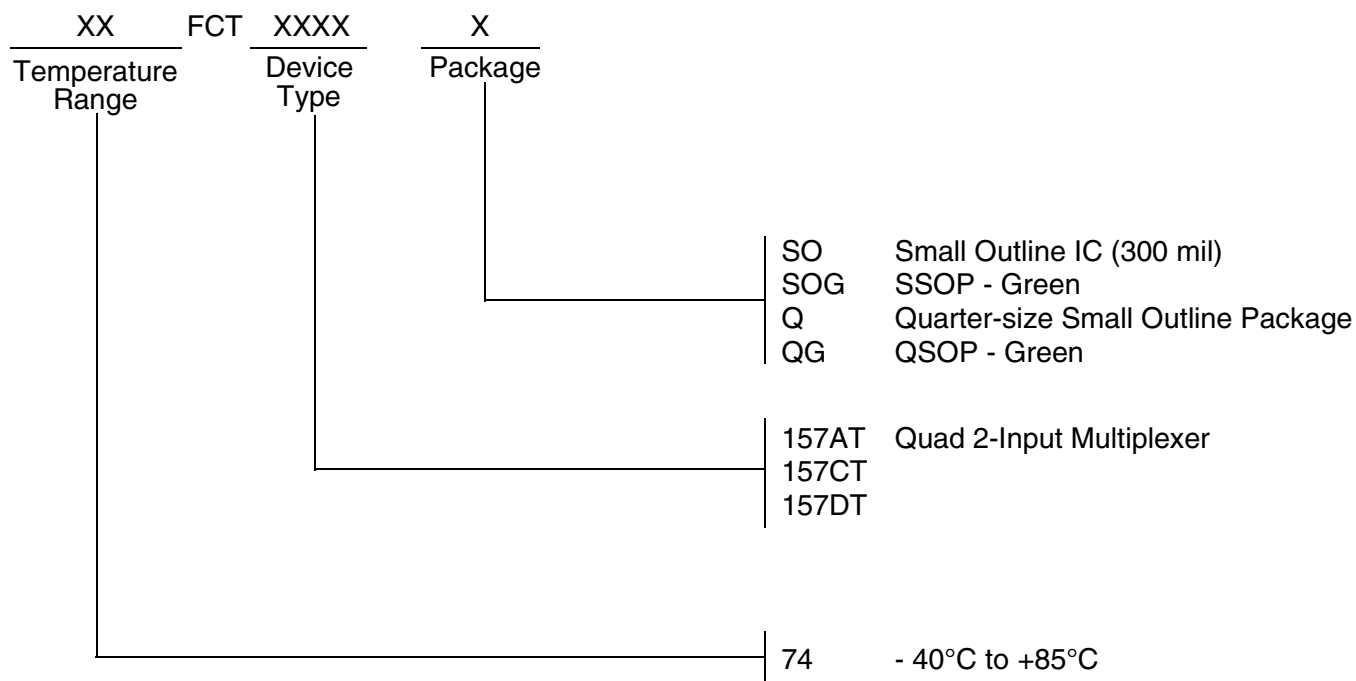 XX FCT XXXX X
Temperature Range
Device Type
Package
SO Small Outline IC (300 mil)
SOG SSOP - Green
Q Quarter-size Small Outline Package
QG QSOP - Green
157AT Quad 2-Input Multiplexer
157CT
157DT
74 - 40°C to +85°C